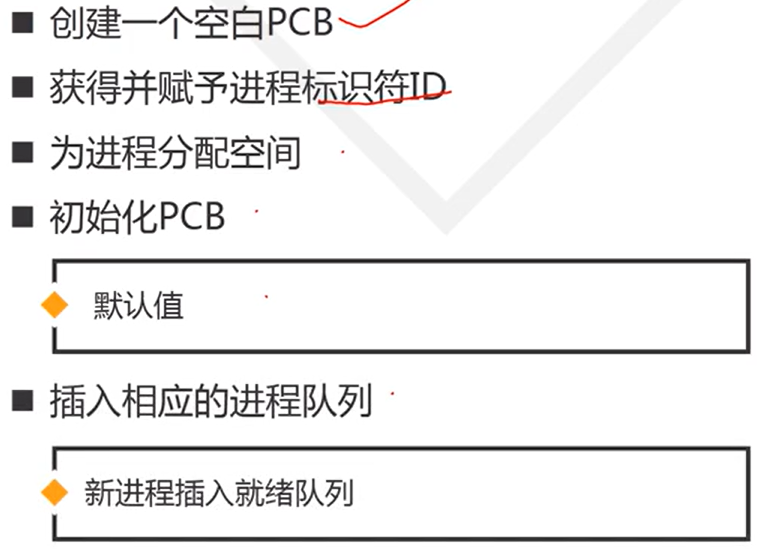 创建一个空白PCB
获得并赋予进程标识符ID
为进程分配空间
初始化PCB
默认值
插入相应的进程队列
新进程插入就绪队列